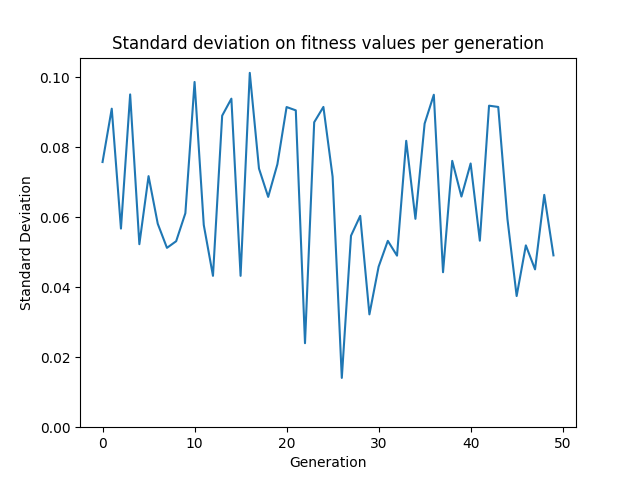 Standard deviation on fitness values per generation
0.10
0.08
0.06
0.04
0.02
0.00
Standard Deviation
0 10 20 30 40 50
Generation